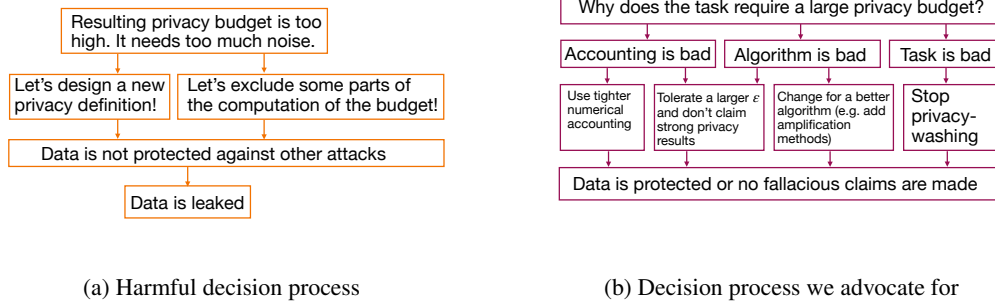 Resulting privacy budget is too
high. It needs too much noise.
Let's design a new
privacy definition!
Let's exclude some parts of
the computation of the budget!
Data is not protected against other attacks
Data is leaked
(a) Harmful decision process
Why does the task require a large privacy budget?
Accounting is bad
Algorithm is bad
Task is bad
Use tighter
numerical
accounting
Tolerate a larger ε
and don't claim
strong privacy
results
Change for a better
algorithm (e.g. add
amplification
methods)
Stop
privacy-
washing
Data is protected or no fallacious claims are made
(b) Decision process we advocate for